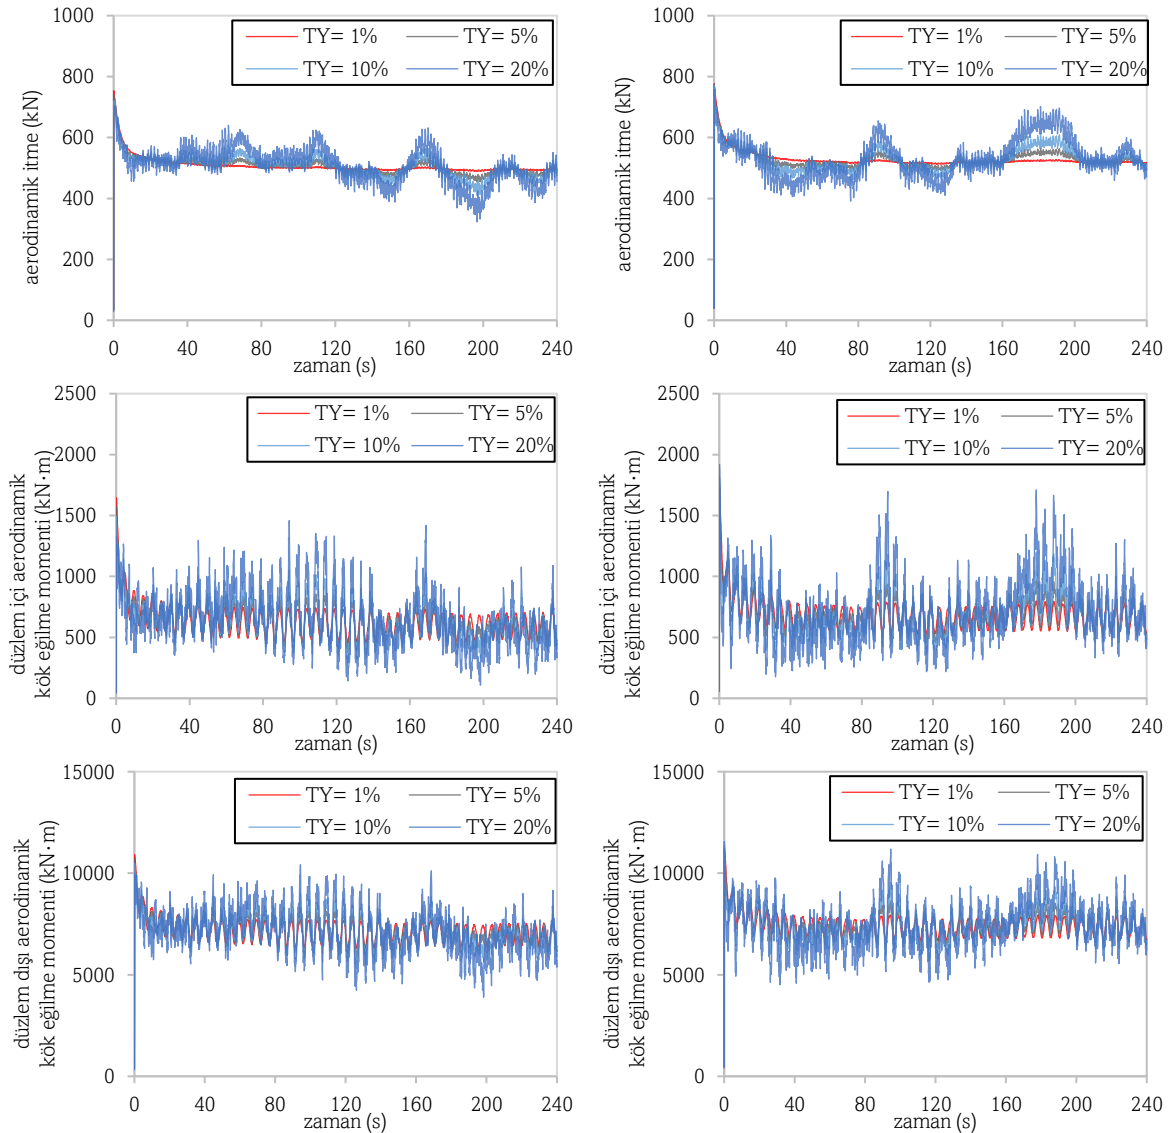 1000
800
600
400
200
0
aerodinamik itme (kN)
TY= 1% TY= 5%
TY= 10% TY= 20%
0 40 80 120 160 200 240
zaman (s)
1000
800
600
400
200
0
aerodinamik itme (kN)
TY= 1% TY= 5%
TY= 10% TY= 20%
0 40 80 120 160 200 240
zaman (s)
2500
2000
1500
1000
500
0
düzlem içi aerodinamik
kök eğilme momenti (kN·m)
TY= 1% TY= 5%
TY= 10% TY= 20%
0 40 80 120 160 200 240
zaman (s)
2500
2000
1500
1000
500
0
düzlem içi aerodinamik
kök eğilme momenti (kN·m)
TY= 1% TY= 5%
TY= 10% TY= 20%
0 40 80 120 160 200 240
zaman (s)
15000
10000
5000
0
düzlem dışı aerodinamik
kök eğilme momenti (kN·m)
TY= 1% TY= 5%
TY= 10% TY= 20%
0 40 80 120 160 200 240
zaman (s)
15000
10000
5000
0
düzlem dışı aerodinamik
kök eğilme momenti (kN·m)
TY= 1% TY= 5%
TY= 10% TY= 20%
0 40 80 120 160 200 240
zaman (s)